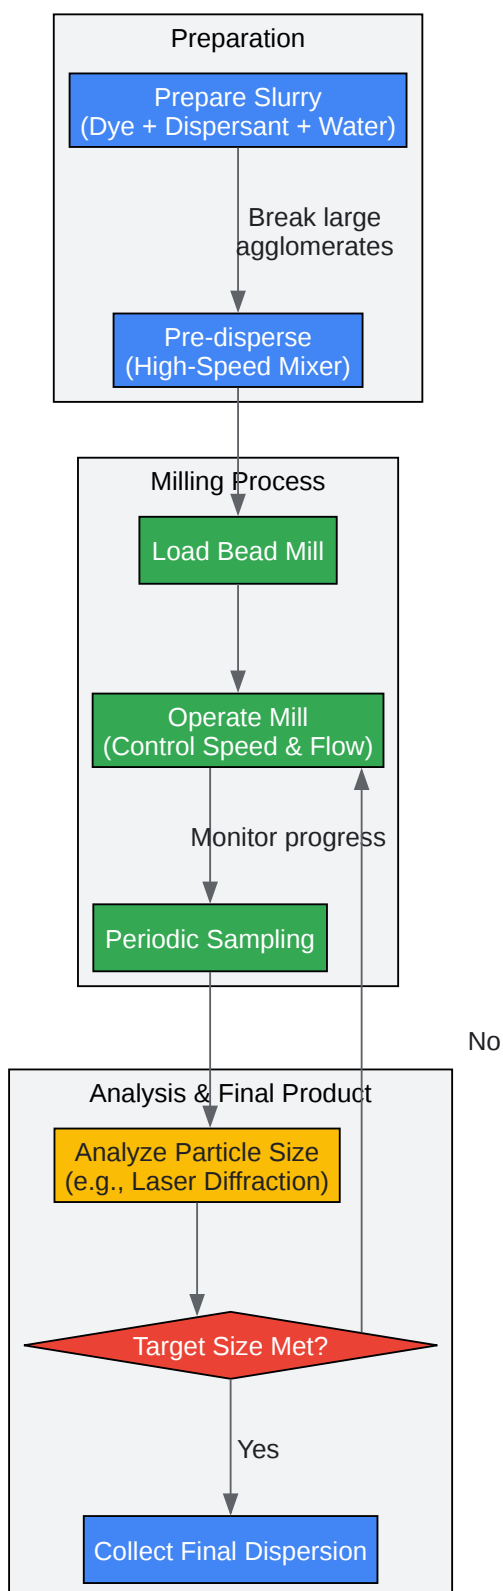 Preparation
Prepare Slurry
(Dye + Dispersant + Water)
Break large
agglomerates
Pre-disperse
(High-Speed Mixer)
Milling Process
Load Bead Mill
Operate Mill
(Control Speed & Flow)
Monitor progress
Periodic Sampling
No
Analysis & Final Product
Analyze Particle Size
(e.g., Laser Diffraction)
Target Size Met?
Yes
Collect Final Dispersion